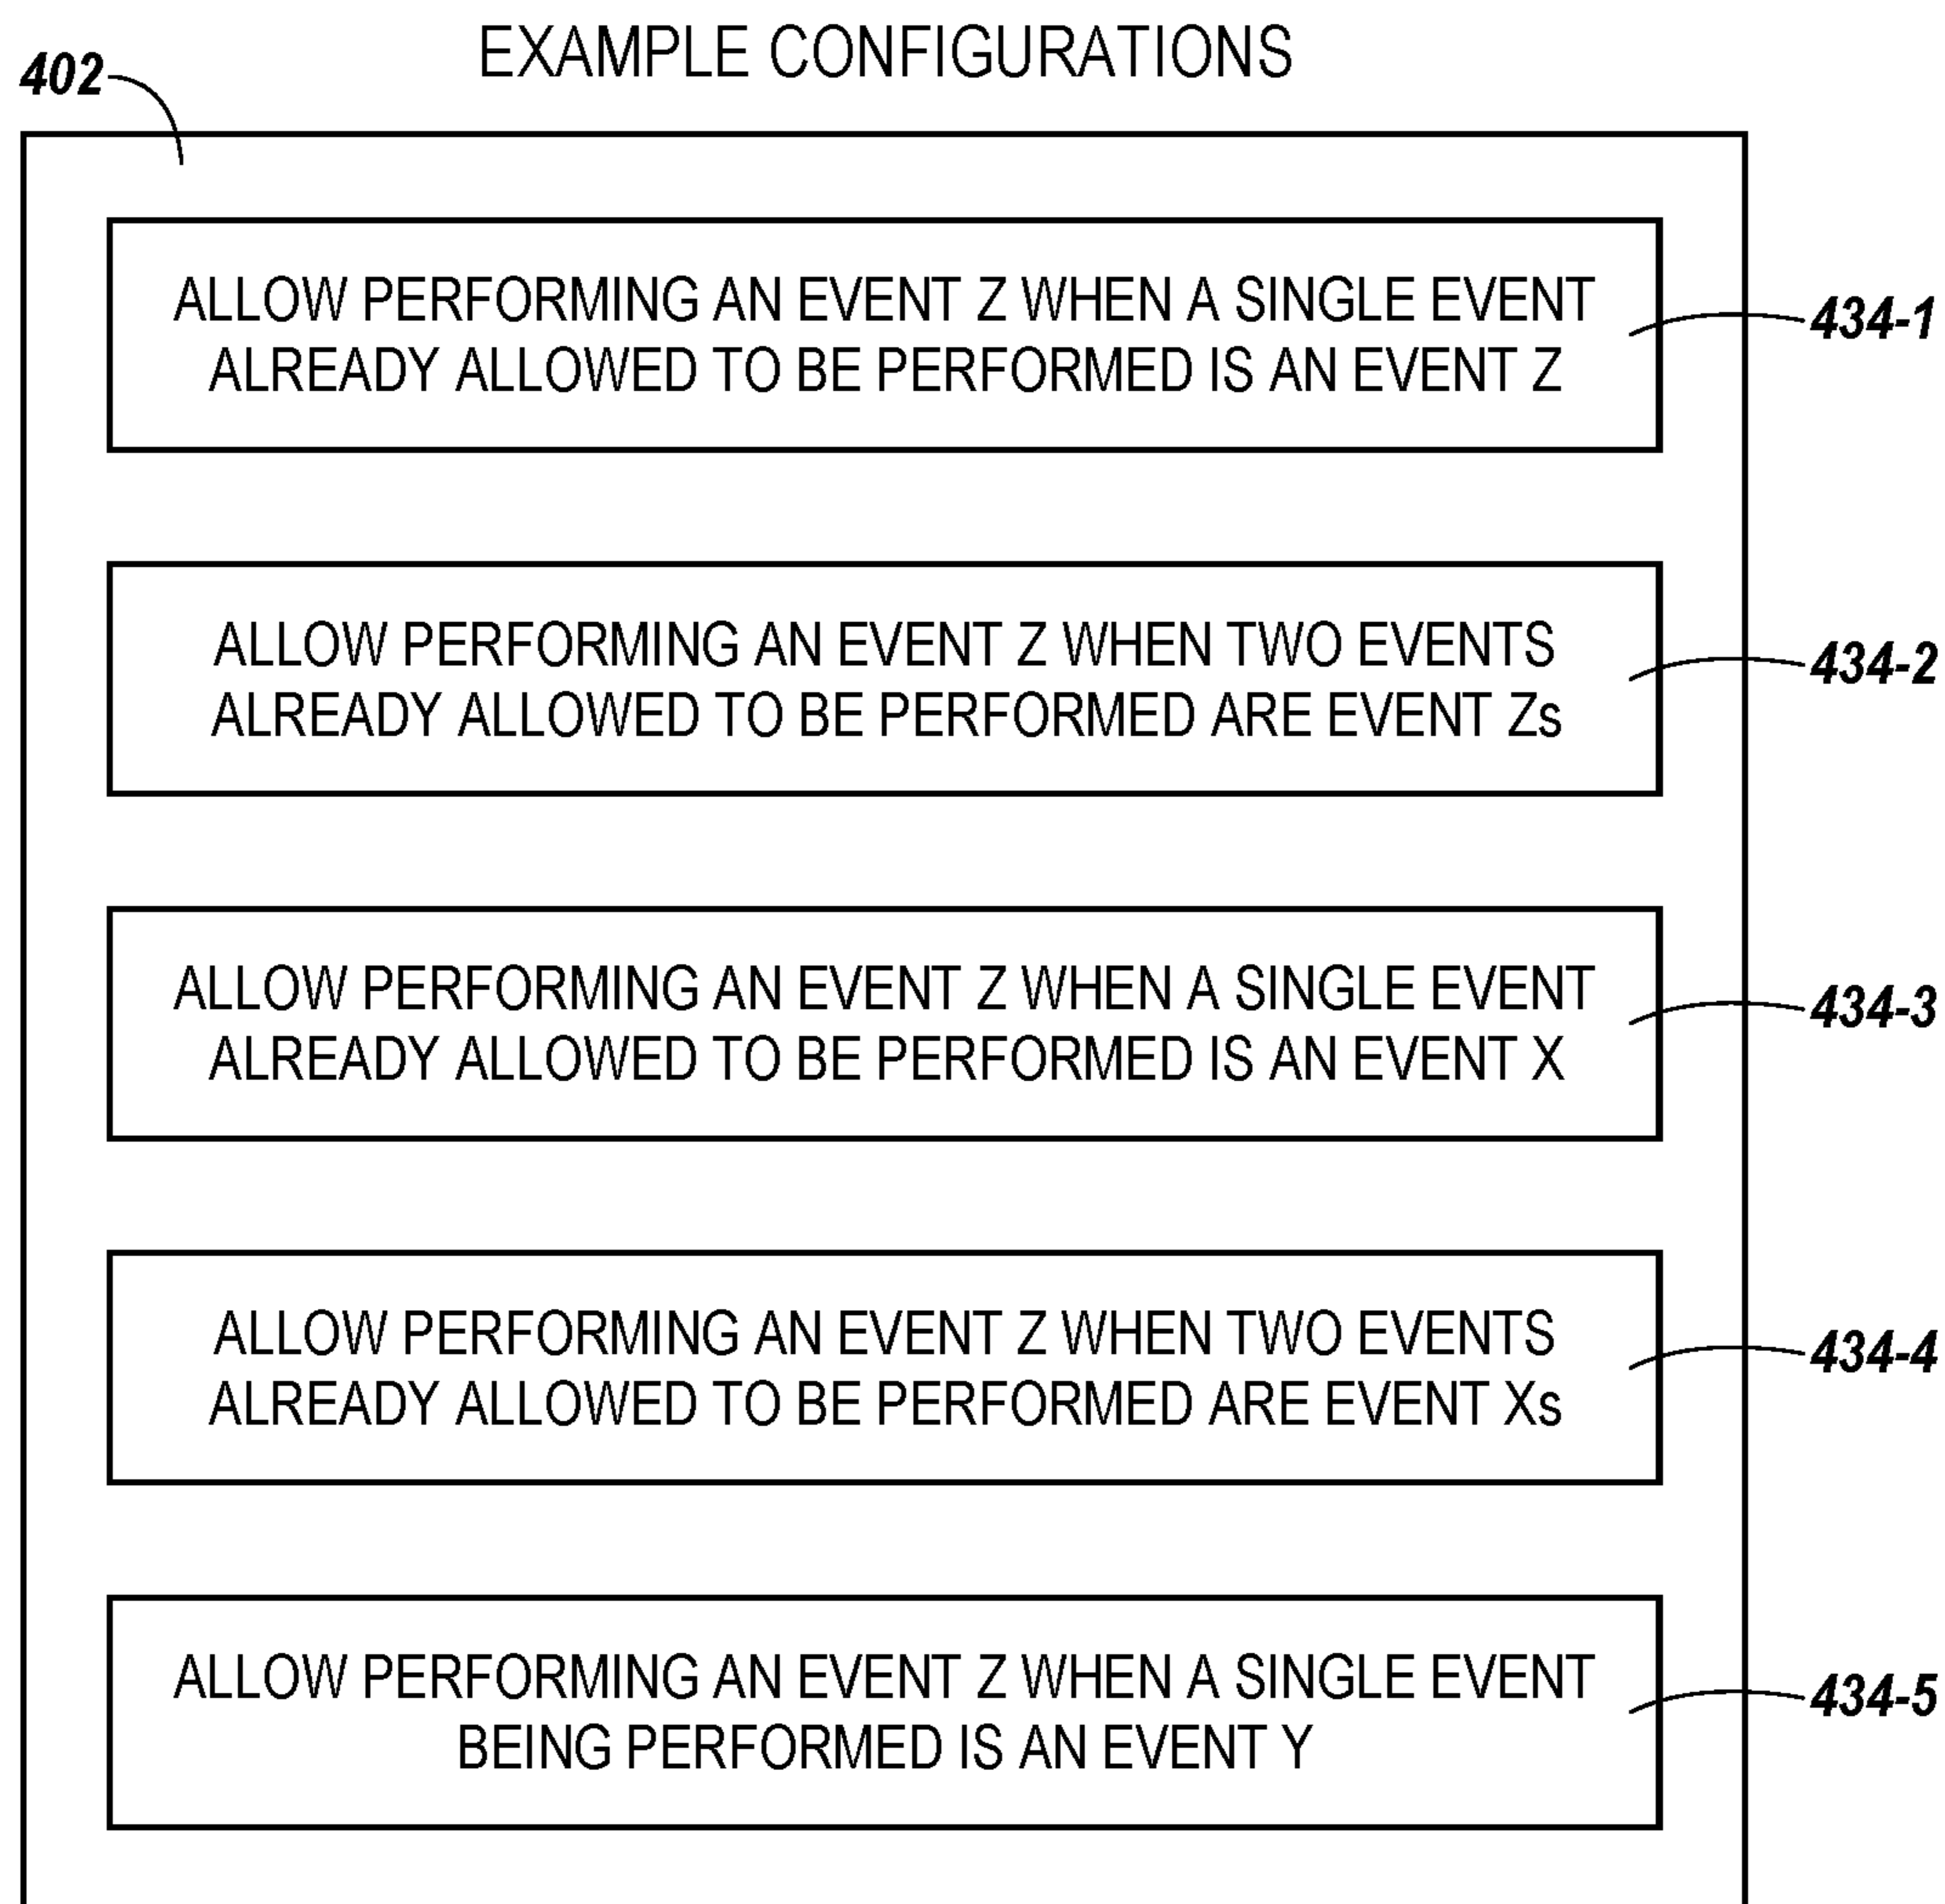 EXAMPLE CONFIGURATIONS
402
ALLOW PERFORMING AN EVENT Z WHEN A SINGLE EVENT
ALREADY ALLOWED TO BE PERFORMED IS AN EVENT Z
434-1
ALLOW PERFORMING AN EVENT Z WHEN TWO EVENTS
ALREADY ALLOWED TO BE PERFORMED ARE EVENT Zs
434-2
ALLOW PERFORMING AN EVENT Z WHEN A SINGLE EVENT
ALREADY ALLOWED TO BE PERFORMED IS AN EVENT X
434-3
ALLOW PERFORMING AN EVENT Z WHEN TWO EVENTS
ALREADY ALLOWED TO BE PERFORMED ARE EVENT Xs
434-4
ALLOW PERFORMING AN EVENT Z WHEN A SINGLE EVENT
BEING PERFORMED IS AN EVENT Y
434-5